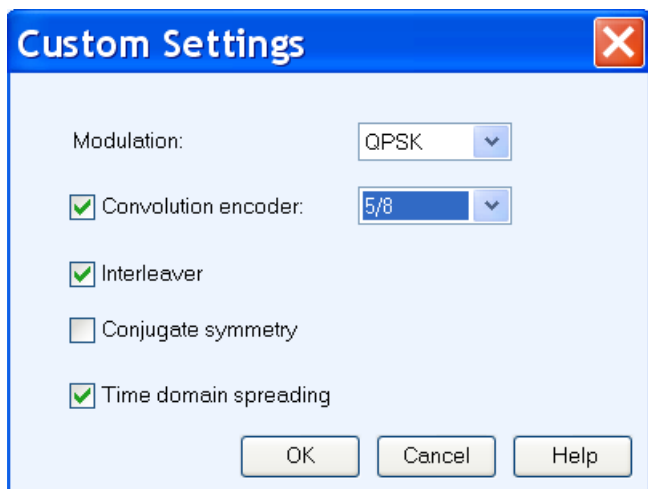 Custom Settings
Modulation: QPSK
Convolution encoder: 5/8
Interleaver
Conjugate symmetry
Time domain spreading
OK Cancel Help